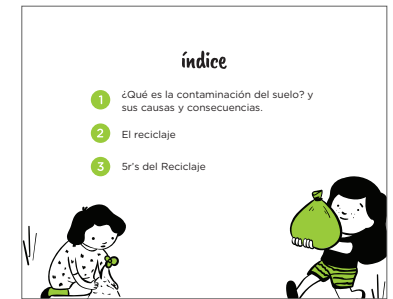 índice
1 ¿Qué es la contaminación del suelo? y
sus causas y consecuencias.
2 El reciclaje
3 5r's del Reciclaje